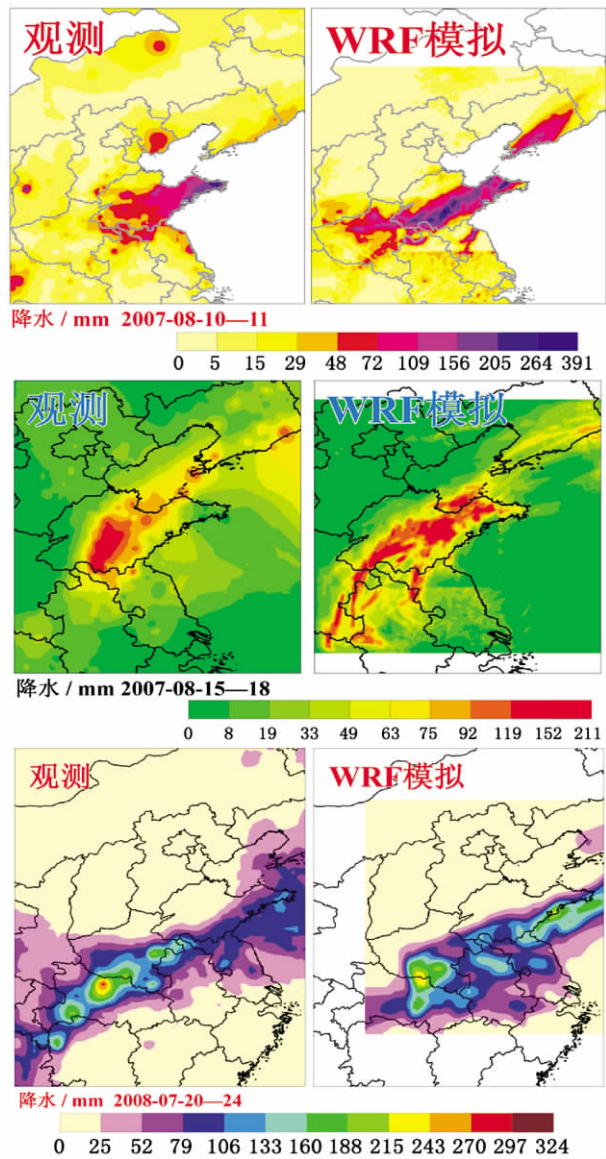 观测
WRF模拟
降水 / mm 2007-08-10—11
0 5 15 29 48 72 109 156 205 264 391
观测
WRF模拟
降水 / mm 2007-08-15—18
0 8 19 33 49 63 75 92 119 152 211
观测
WRF模拟
降水 / mm 2008-07-20—24
0 25 52 79 106 133 160 188 215 243 270 297 324